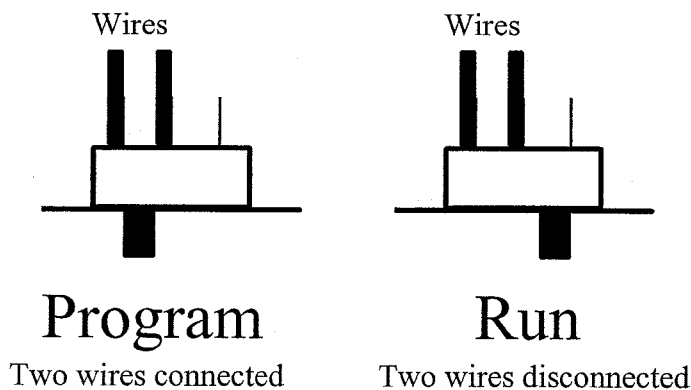 Wires
Wires
Program
Run
Two wires connected
Two wires disconnected